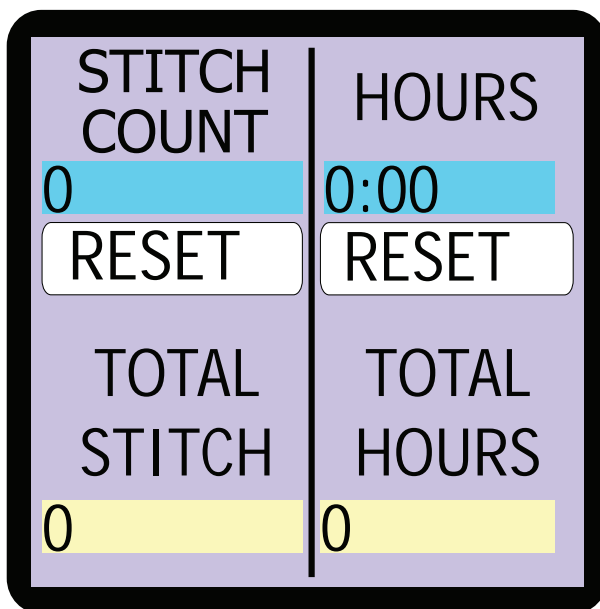 STITCH
COUNT
0
RESET
TOTAL
STITCH
0
HOURS
0:00
RESET
TOTAL
HOURS
0